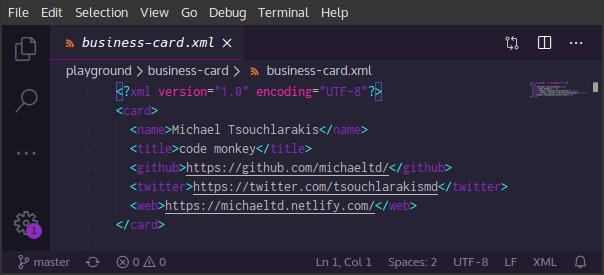 File Edit Selection View Go Debug Terminal Help
business-card.xml ×
playground › business-card › business-card.xml
1 <?xml version="1.0" encoding="UTF-8"?>
2 <card>
3 <name>Michael Tsouchlarakis</name>
4 <title>code monkey</title>
5 <github>https://github.com/michaeltd/</github>
6 <twitter>https://twitter.com/tsouchlarakismd</twitter>
7 <web>https://michaeltd.netlify.com/</web>
8 </card>
1
master 0 0 Ln 1, Col 1 Spaces: 2 UTF-8 LF XML